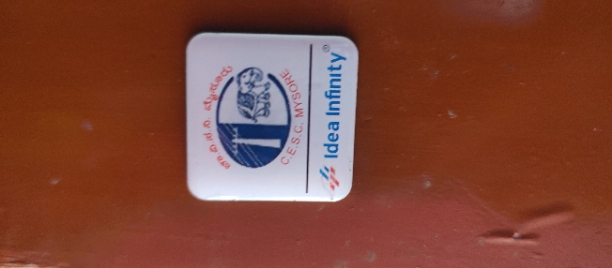 ಚಾ.ವಿ.ಸ.ನಿ.ನಿ. ಮೈಸೂರು
C.E.S.C. MYSORE
Idea Infinity®